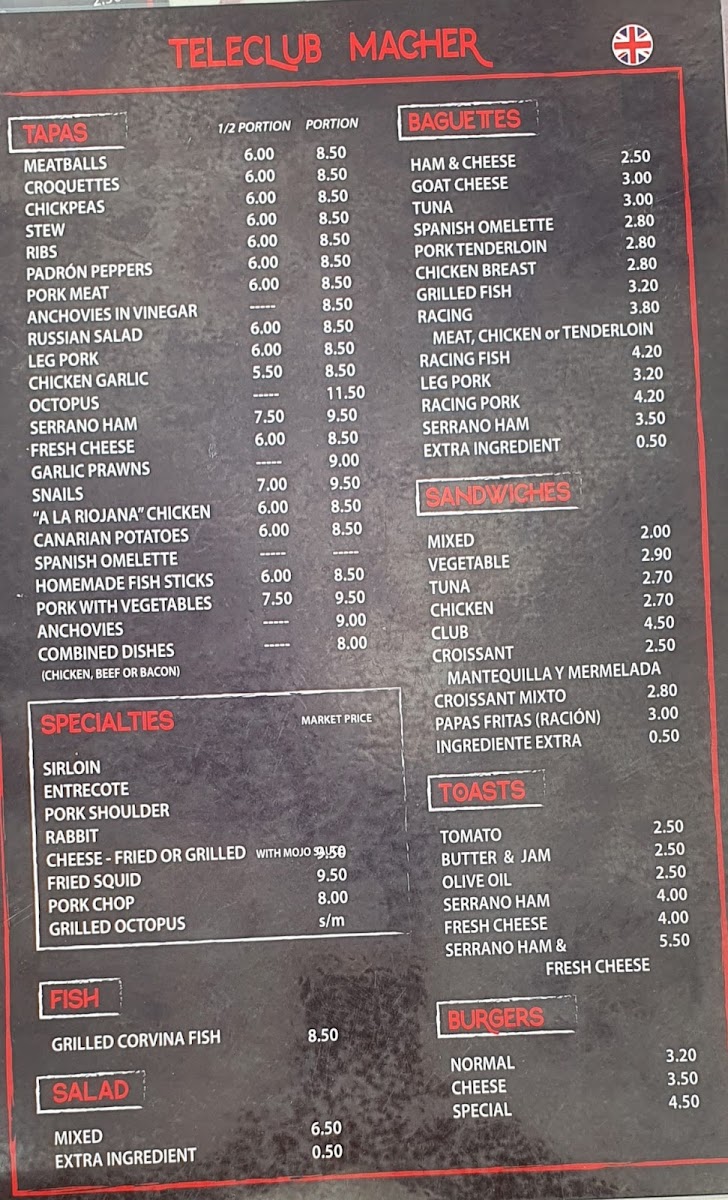 TELECLUB MACHER
TAPAS 1/2 PORTION PORTION
MEATBALLS 6.00 8.50
CROQUETTES 6.00 8.50
CHICKPEAS 6.00 8.50
STEW 6.00 8.50
RIBS 6.00 8.50
PADRÓN PEPPERS 6.00 8.50
PORK MEAT 6.00 8.50
ANCHOVIES IN VINEGAR ----- 8.50
RUSSIAN SALAD 6.00 8.50
LEG PORK 6.00 8.50
CHICKEN GARLIC 5.50 8.50
OCTOPUS ----- 11.50
SERRANO HAM 7.50 9.50
FRESH CHEESE 6.00 8.50
GARLIC PRAWNS ----- 9.00
SNAILS 7.00 9.50
“A LA RIOJANA” CHICKEN 6.00 8.50
CANARIAN POTATOES 6.00 8.50
SPANISH OMELETTE ----- -----
HOMEMADE FISH STICKS 6.00 8.50
PORK WITH VEGETABLES 7.50 9.50
ANCHOVIES ----- 9.00
COMBINED DISHES ----- 8.00
(CHICKEN, BEEF OR BACON)
SPECIALTIES MARKET PRICE
SIRLOIN
ENTRECOTE
PORK SHOULDER
RABBIT
CHEESE - FRIED OR GRILLED WITH MOJO SAUCE 9.50
FRIED SQUID 9.50
PORK CHOP 8.00
GRILLED OCTOPUS s/m
FISH
GRILLED CORVINA FISH 8.50
SALAD
MIXED 6.50
EXTRA INGREDIENT 0.50
BAGUETTES
HAM & CHEESE 2.50
GOAT CHEESE 3.00
TUNA 3.00
SPANISH OMELETTE 2.80
PORK TENDERLOIN 2.80
CHICKEN BREAST 2.80
GRILLED FISH 3.20
RACING 3.80
MEAT, CHICKEN or TENDERLOIN
RACING FISH 4.20
LEG PORK 3.20
RACING PORK 4.20
SERRANO HAM 3.50
EXTRA INGREDIENT 0.50
SANDWICHES
MIXED 2.00
VEGETABLE 2.90
TUNA 2.70
CHICKEN 2.70
CLUB 4.50
CROISSANT 2.50
MANTEQUILLA Y MERMELADA
CROISSANT MIXTO 2.80
PAPAS FRITAS (RACIÓN) 3.00
INGREDIENTE EXTRA 0.50
TOASTS
TOMATO 2.50
BUTTER & JAM 2.50
OLIVE OIL 2.50
SERRANO HAM 4.00
FRESH CHEESE 4.00
SERRANO HAM & 5.50
FRESH CHEESE
BURGERS
NORMAL 3.20
CHEESE 3.50
SPECIAL 4.50